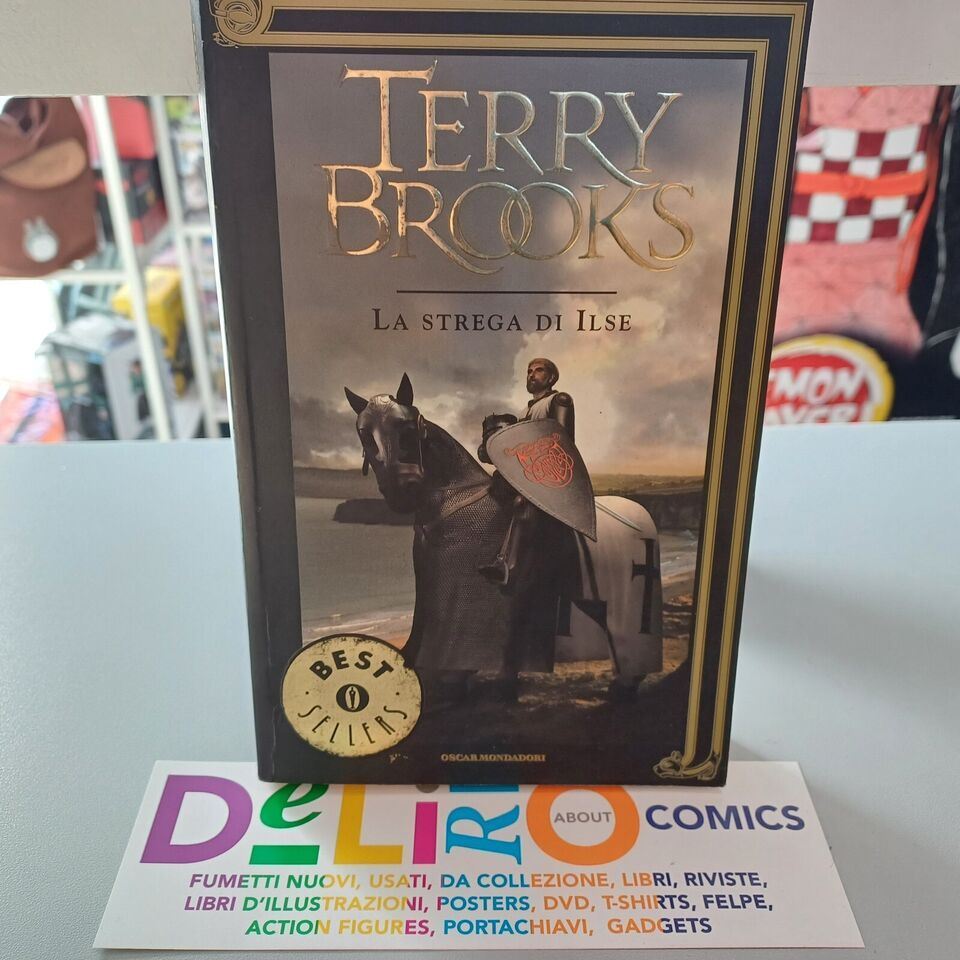 TERRY
BROOKS
LA STREGA DI ILSE
BEST
SELLERS
OSCAR MONDADORI
DeLiRO ABOUT COMICS
FUMETTI NUOVI, USATI, DA COLLEZIONE, LIBRI, RIVISTE,
LIBRI D'ILLUSTRAZIONI, POSTERS, DVD, T-SHIRTS, FELPE,
ACTION FIGURES, PORTACHIAVI, GADGETS